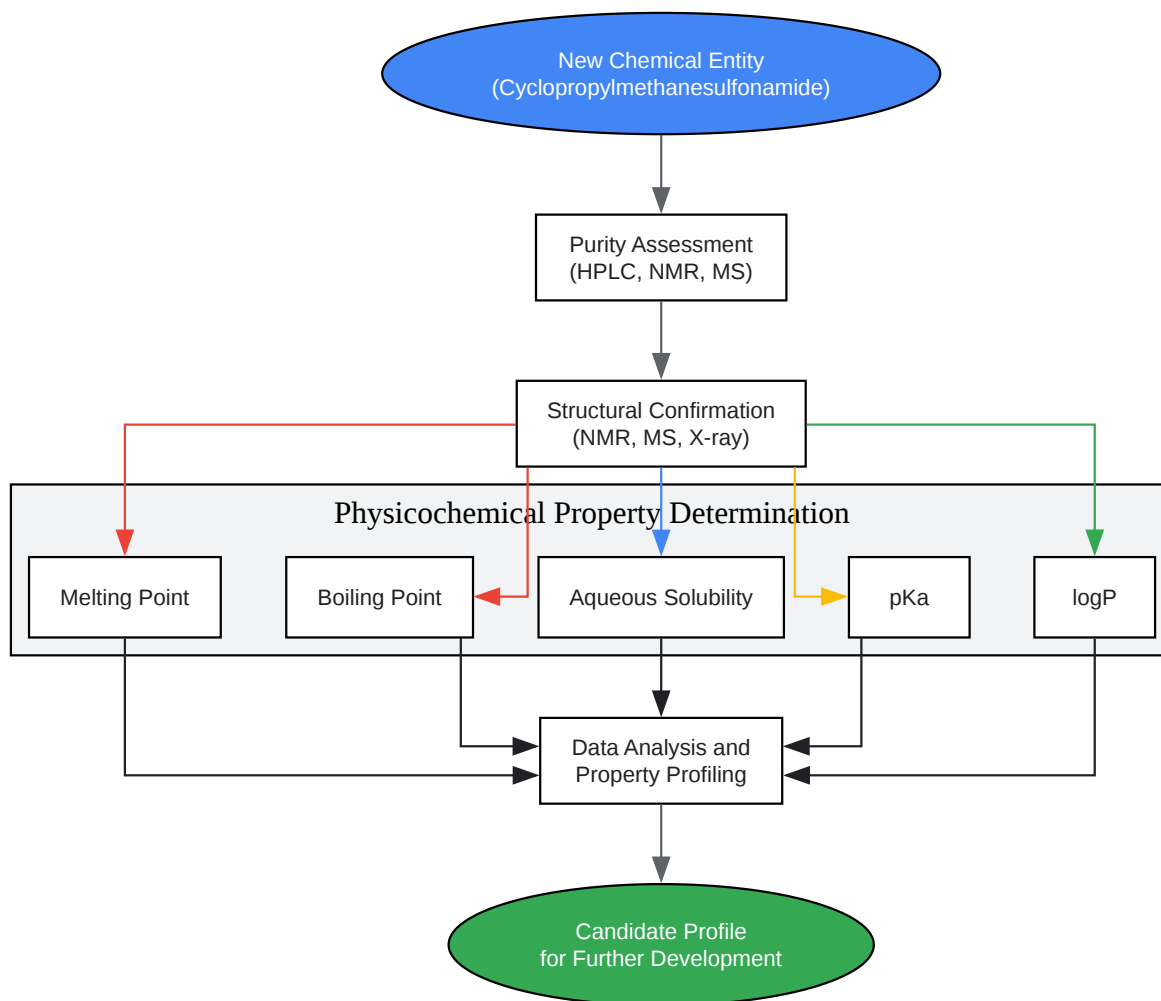 New Chemical Entity
(Cyclopropylmethanesulfonamide)
Purity Assessment
(HPLC, NMR, MS)
Structural Confirmation
(NMR, MS, X-ray)
Physicochemical Property Determination
Melting Point
Boiling Point
Aqueous Solubility
pKa
logP
Data Analysis and
Property Profiling
Candidate Profile
for Further Development